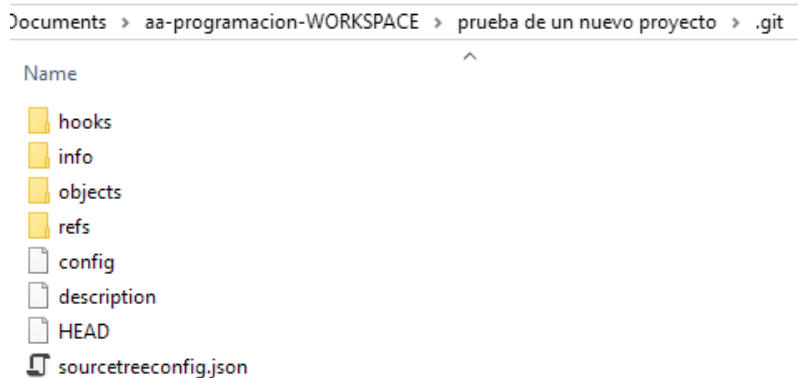 Documents > aa-programacion-WORKSPACE > prueba de un nuevo proyecto > .git
Name
hooks
info
objects
refs
config
description
HEAD
sourcetreeconfig.json